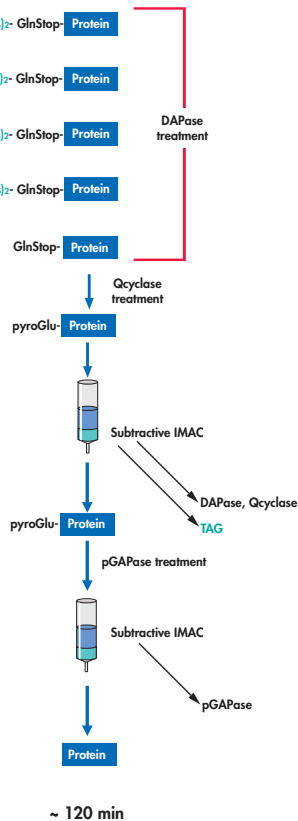 )2- GlnStop- Protein
)2- GlnStop- Protein
)2- GlnStop- Protein
)2- GlnStop- Protein
GlnStop- Protein
DAPase
treatment
Qcyclase
treatment
pyroGlu- Protein
Subtractive IMAC
DAPase, Qcyclase
TAG
pyroGlu- Protein
pGAPase treatment
Subtractive IMAC
pGAPase
Protein
~ 120 min